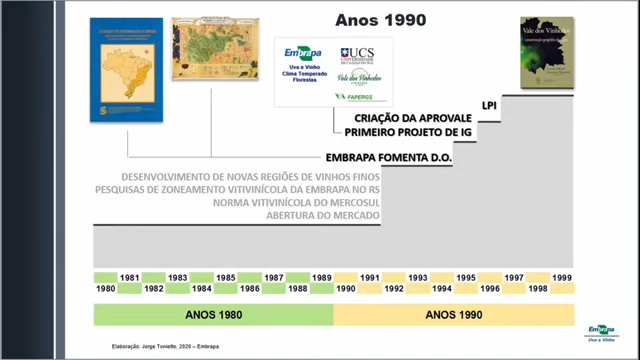 Anos 1990
Embrapa
Uva e Vinho
Clima Temperado
Florestas
UCS
UNIVERSIDADE
DE CAXIAS DO SUL
Vale dos Vinhedos
FAPERGS
Vale dos Vinhedos
LPI
CRIAÇÃO DA APROVALE
PRIMEIRO PROJETO DE IG
EMBRAPA FOMENTA D.O.
DESENVOLVIMENTO DE NOVAS REGIÕES DE VINHOS FINOS
PESQUISAS DE ZONEAMENTO VITIVINÍCOLA DA EMBRAPA NO RS
NORMA VITIVINÍCOLA DO MERCOSUL
ABERTURA DO MERCADO
1981 1983 1985 1987 1989 1991 1993 1995 1997 1999
1980 1982 1984 1986 1988 1990 1992 1994 1996 1998
ANOS 1980 ANOS 1990
Elaboração: Jorge Tonietto, 2020 – Embrapa.
Embrapa
Uva e Vinho